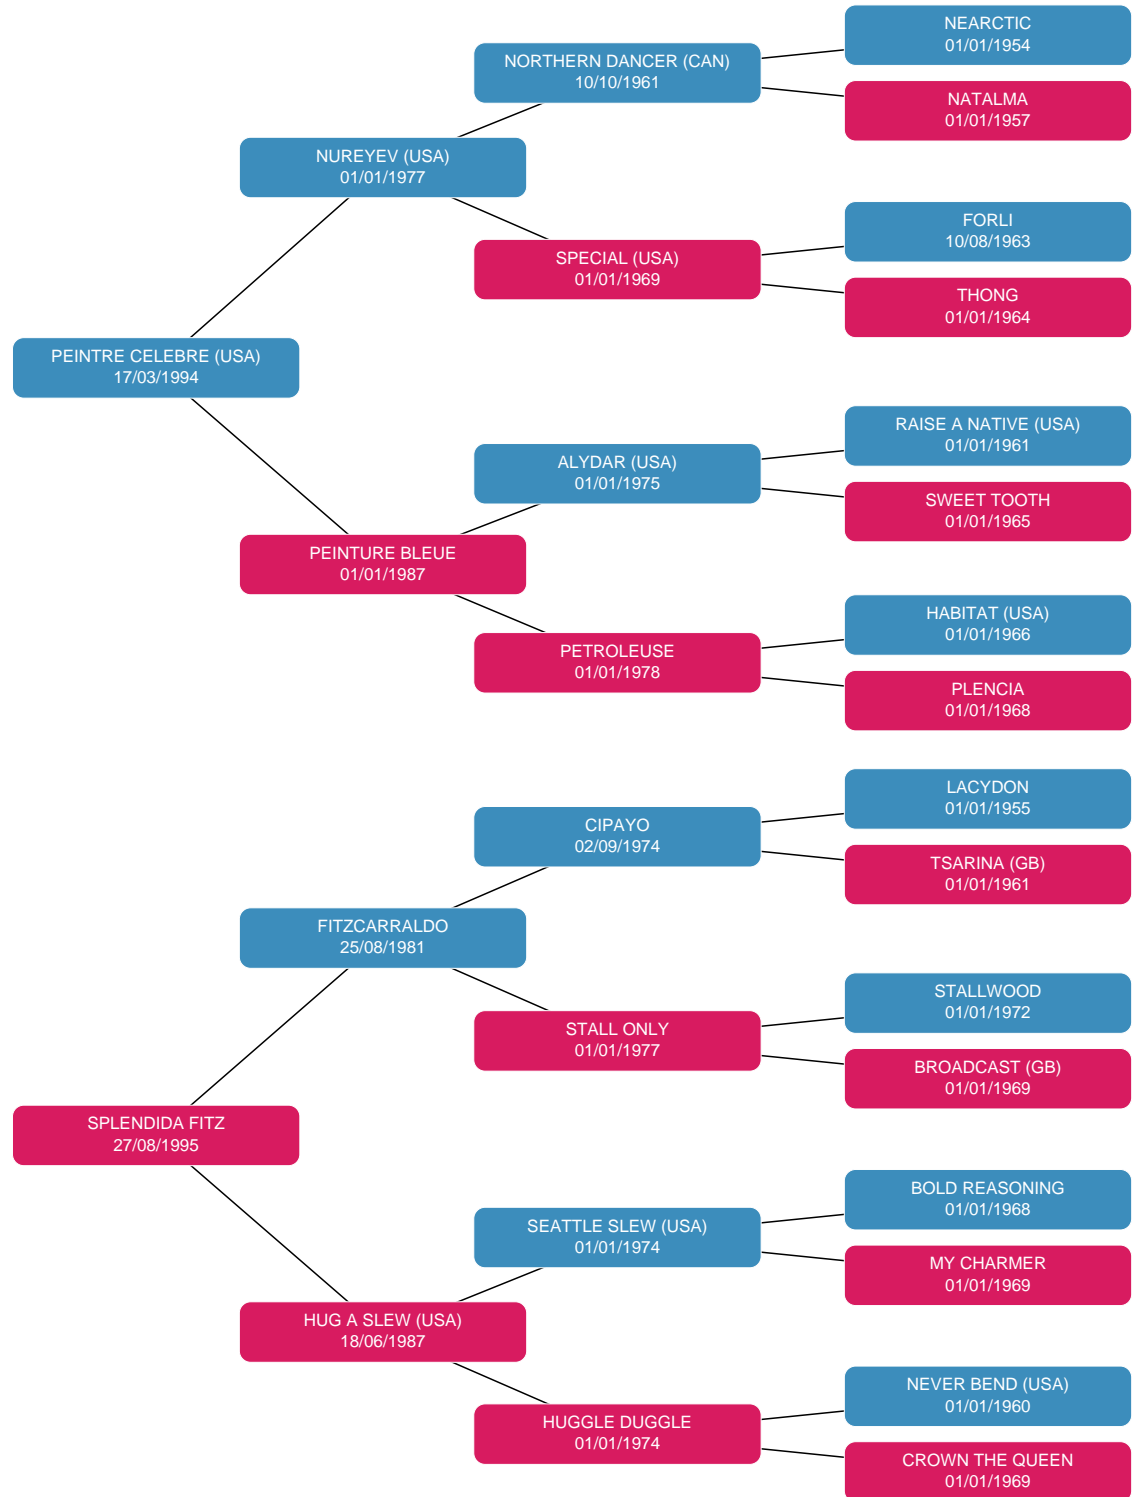 NEARCTIC
01/01/1954
NORTHERN DANCER (CAN)
10/10/1961
NATALMA
01/01/1957
NUREYEV (USA)
01/01/1977
FORLI
10/08/1963
SPECIAL (USA)
01/01/1969
THONG
01/01/1964
PEINTRE CELEBRE (USA)
17/03/1994
RAISE A NATIVE (USA)
01/01/1961
ALYDAR (USA)
01/01/1975
SWEET TOOTH
01/01/1965
PEINTURE BLEUE
01/01/1987
HABITAT (USA)
01/01/1966
PETROLEUSE
01/01/1978
PLENCIA
01/01/1968
LACYDON
01/01/1955
CIPAYO
02/09/1974
TSARINA (GB)
01/01/1961
FITZCARRALDO
25/08/1981
STALLWOOD
01/01/1972
STALL ONLY
01/01/1977
BROADCAST (GB)
01/01/1969
SPLENDIDA FITZ
27/08/1995
BOLD REASONING
01/01/1968
SEATTLE SLEW (USA)
01/01/1974
MY CHARMER
01/01/1969
HUG A SLEW (USA)
18/06/1987
NEVER BEND (USA)
01/01/1960
HUGGLE DUGGLE
01/01/1974
CROWN THE QUEEN
01/01/1969